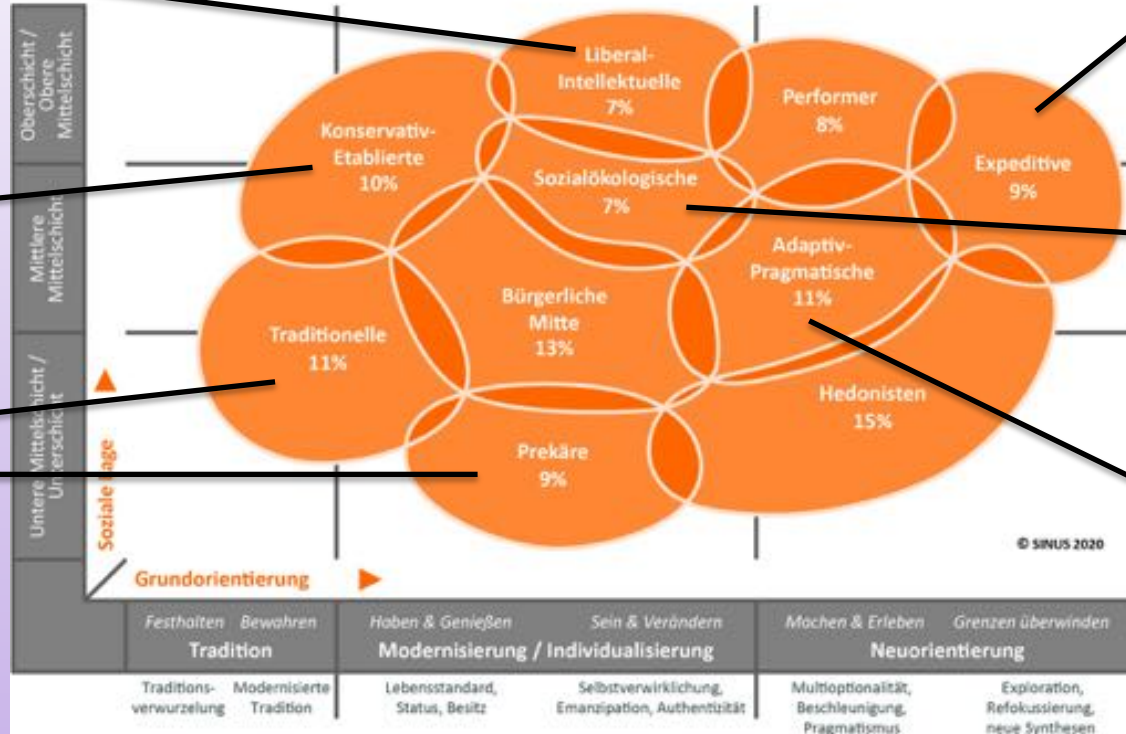 Oberschicht /
Obere
Mittelschicht
Mittlere
Mittelschicht
Untere Mittelschicht /
Unterschicht
Soziale Lage
Liberal-
Intellektuelle
7%
Performer
8%
Konservativ-
Etablierte
10%
Expeditive
9%
Sozialökologische
7%
Adaptiv-
Pragmatische
11%
Bürgerliche
Mitte
13%
Traditionelle
11%
Hedonisten
15%
Prekäre
9%
© SINUS 2020
Grundorientierung
Festhalten Bewahren
Tradition
Haben & Genießen Sein & Verändern
Modernisierung / Individualisierung
Machen & Erleben Grenzen überwinden
Neuorientierung
Traditions-
verwurzelung
Modernisierte
Tradition
Lebensstandard,
Status, Besitz
Selbstverwirklichung,
Emanzipation, Authentizität
Multioptionalität,
Beschleunigung,
Pragmatismus
Exploration,
Refokussierung,
neue Synthesen